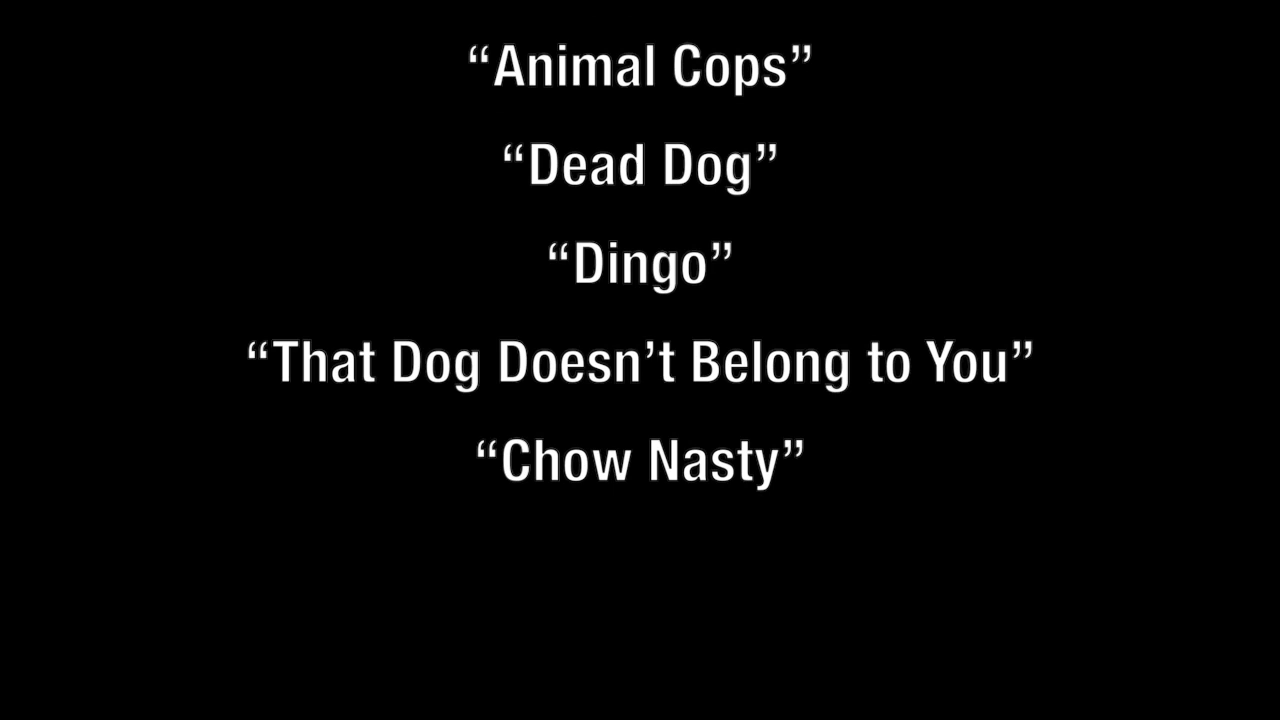 “Animal Cops”
“Dead Dog”
“Dingo”
“That Dog Doesn’t Belong to You”
“Chow Nasty”